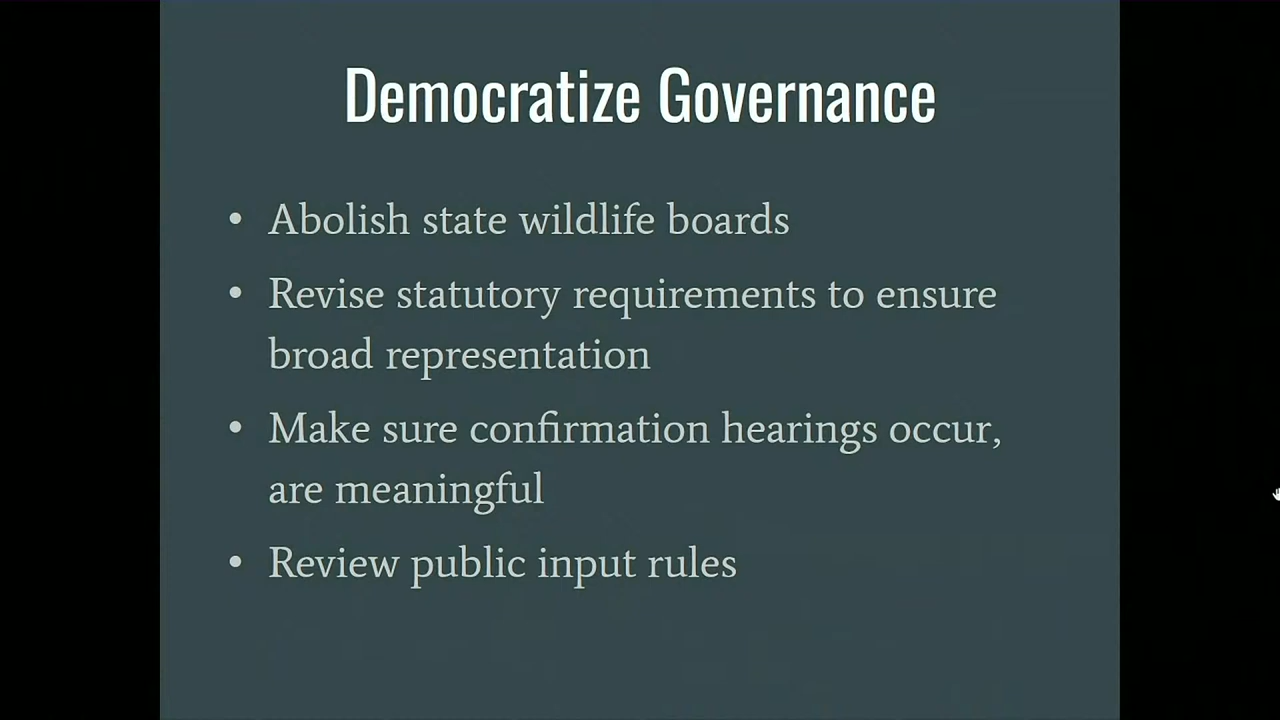 Democratize Governance
• Abolish state wildlife boards
• Revise statutory requirements to ensure
broad representation
• Make sure confirmation hearings occur,
are meaningful
• Review public input rules